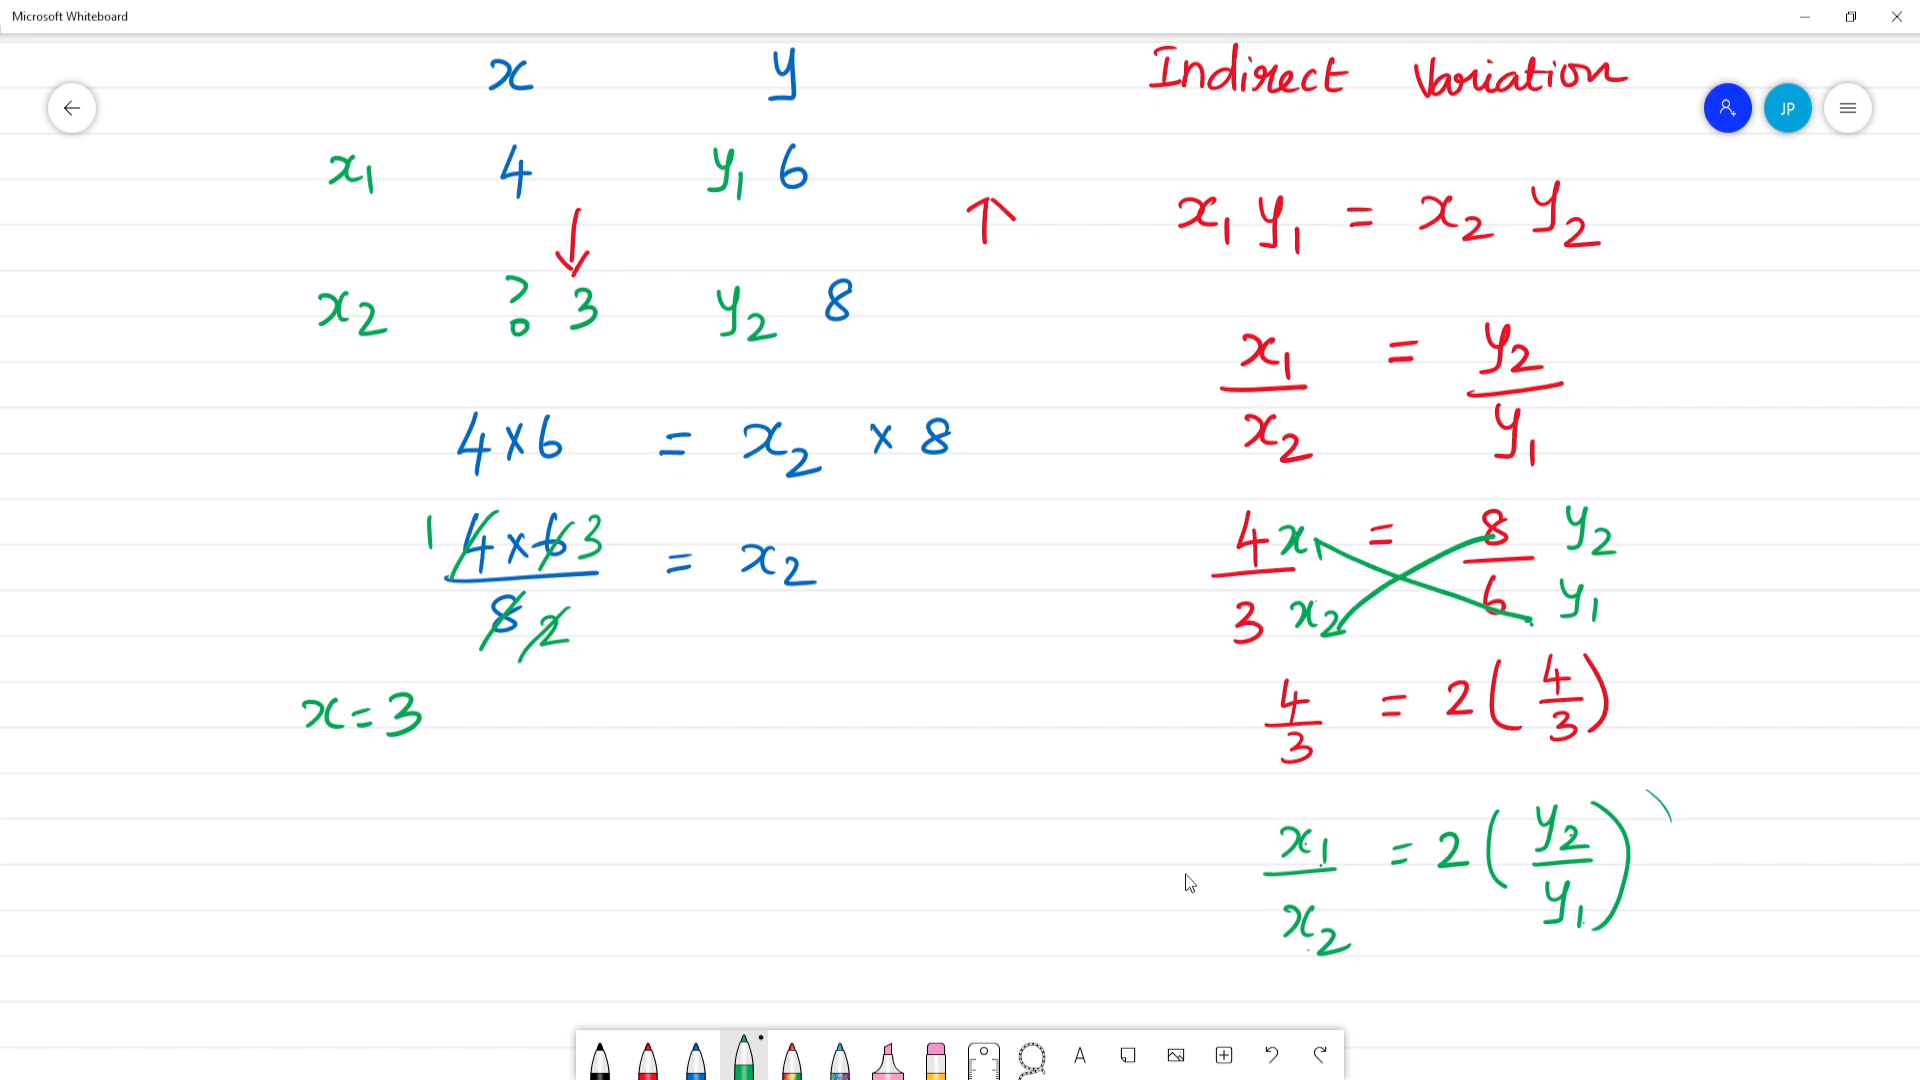 Microsoft Whiteboard
x y
x₁ 4 y₁ 6
↓ ↑
x₂ ? 3 y₂ 8
4 × 6 = x₂ × 8
1 4 × 6 3 = x₂
8 2
x = 3
Indirect Variation
x₁ y₁ = x₂ y₂
x₁ = y₂
x₂ y₁
4 x₁ = 8 y₂
3 x₂ 6 y₁
4/3 = 2 (4/3)
x₁/x₂ = 2 (y₂/y₁)
JP
A